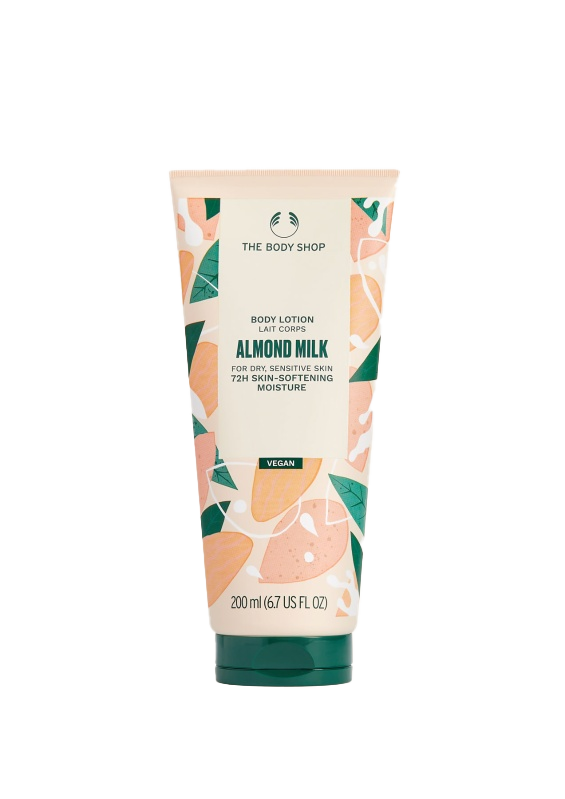 THE BODY SHOP
BODY LOTION
LAIT CORPS
ALMOND MILK
FOR DRY, SENSITIVE SKIN
72H SKIN-SOFTENING
MOISTURE
VEGAN
200 ml (6.7 US FL OZ)